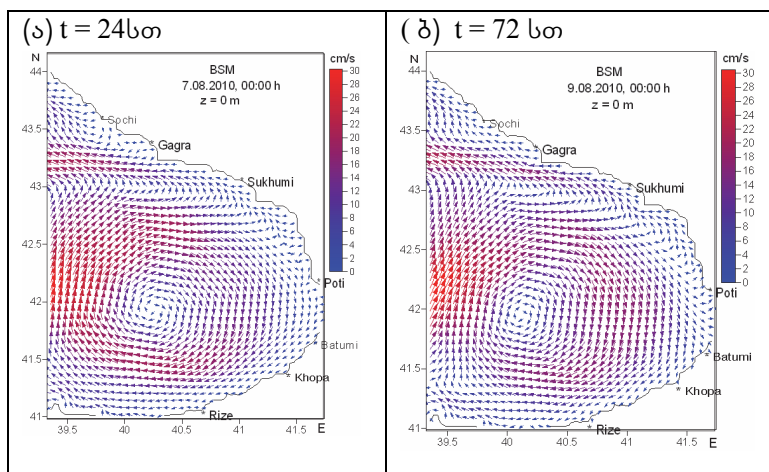 (ა) t = 24სთ
N
BSM
7.08.2010, 00:00 h
z = 0 m
cm/s
30
28
26
24
22
20
18
16
14
12
10
8
6
4
2
0
44
43.5
43
42.5
42
41.5
41
39.5
40
40.5
41
41.5
E
Sochi
Gagra
Sukhumi
Poti
Batumi
Khopa
Rize
( ბ) t = 72 სთ
N
BSM
9.08.2010, 00:00 h
z = 0 m
cm/s
30
28
26
24
22
20
18
16
14
12
10
8
6
4
2
0
44
43.5
43
42.5
42
41.5
41
39.5
40
40.5
41
41.5
E
Sochi
Gagra
Sukhumi
Poti
Batumi
Khopa
Rize